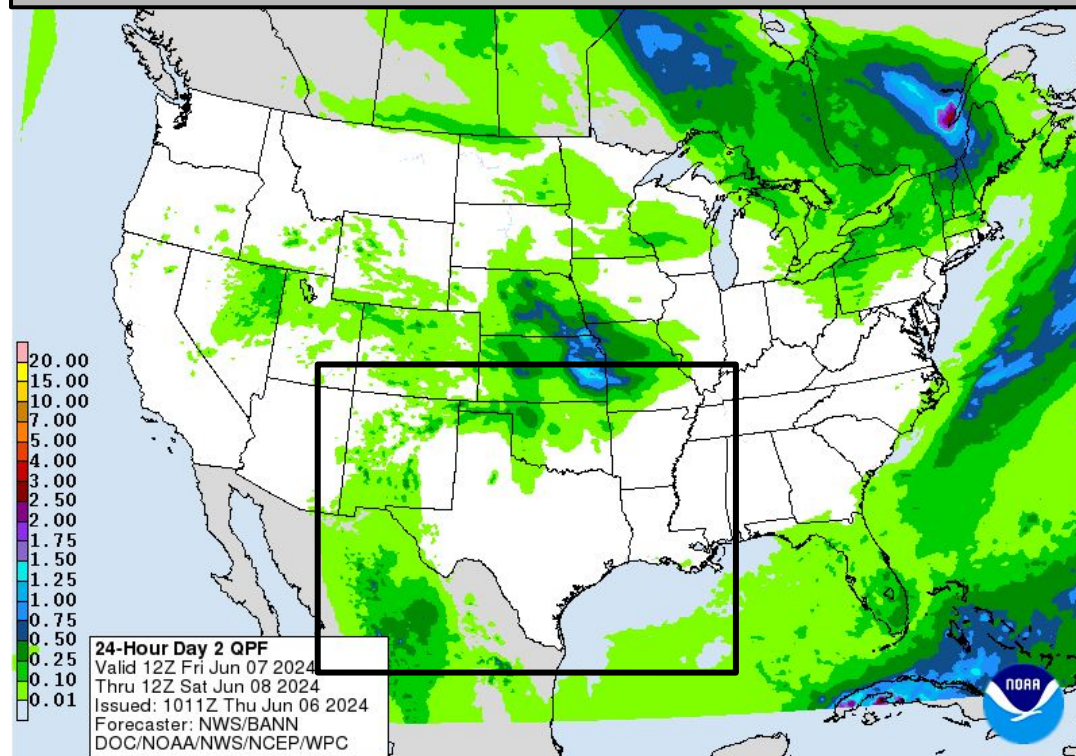 20.00
15.00
10.00
7.00
5.00
4.00
3.00
2.50
2.00
1.75
1.50
1.25
1.00
0.75
0.50
0.25
0.10
0.01
24-Hour Day 2 QPF
Valid 12Z Fri Jun 07 2024
Thru 12Z Sat Jun 08 2024
Issued: 1011Z Thu Jun 06 2024
Forecaster: NWS/BANN
DOC/NOAA/NWS/NCEP/WPC
NOAA